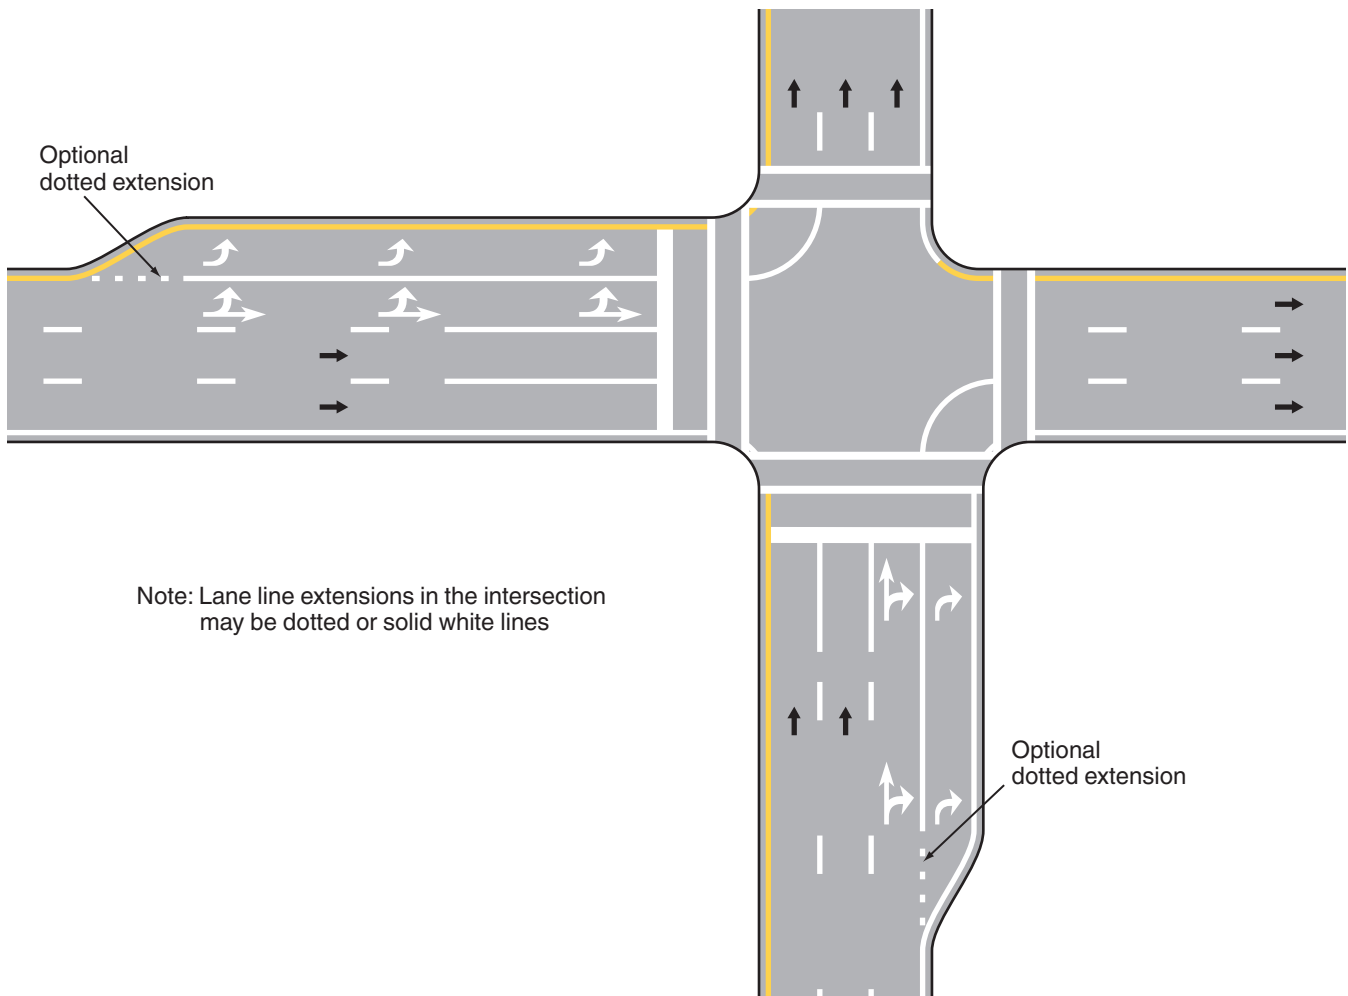 Optional
dotted extension
Note: Lane line extensions in the intersection
may be dotted or solid white lines
Optional
dotted extension